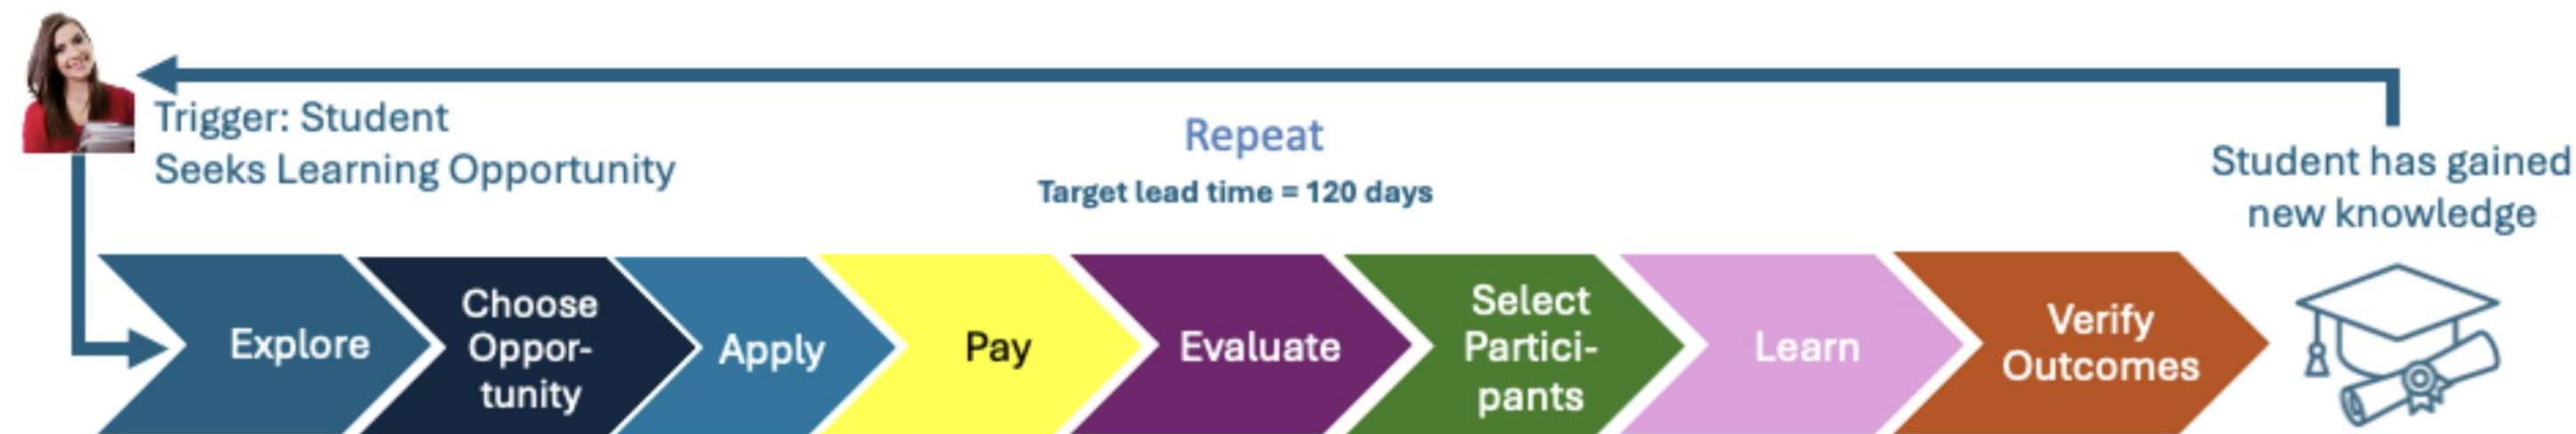 Trigger: Student
Seeks Learning Opportunity
Repeat
Target lead time = 120 days
Student has gained
new knowledge
Explore
Choose
Oppor-
tunity
Apply
Pay
Evaluate
Select
Partici-
pants
Learn
Verify
Outcomes